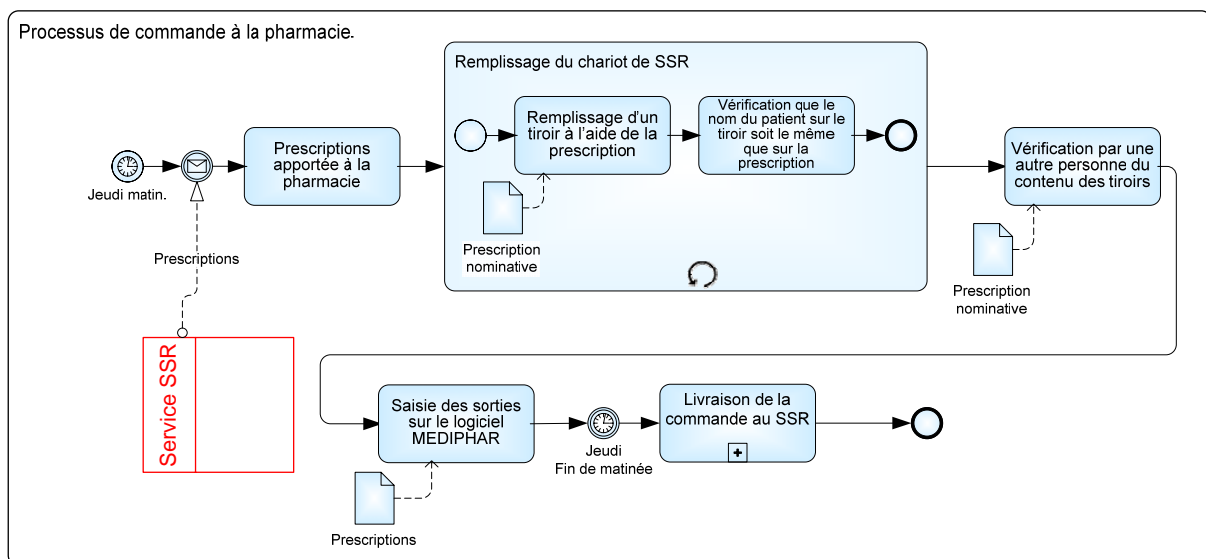 Processus de commande à la pharmacie.
Jeudi matin.
Prescriptions
Service SSR
Prescriptions
apportée à la
pharmacie
Remplissage du chariot de SSR
Remplissage d'un
tiroir à l'aide de la
prescription
Prescription
nominative
Vérification que le
nom du patient sur le
tiroir soit le même
que sur la
prescription
Vérification par une
autre personne du
contenu des tiroirs
Prescription
nominative
Saisie des sorties
sur le logiciel
MEDIPHAR
Prescriptions
Jeudi
Fin de matinée
Livraison de la
commande au SSR